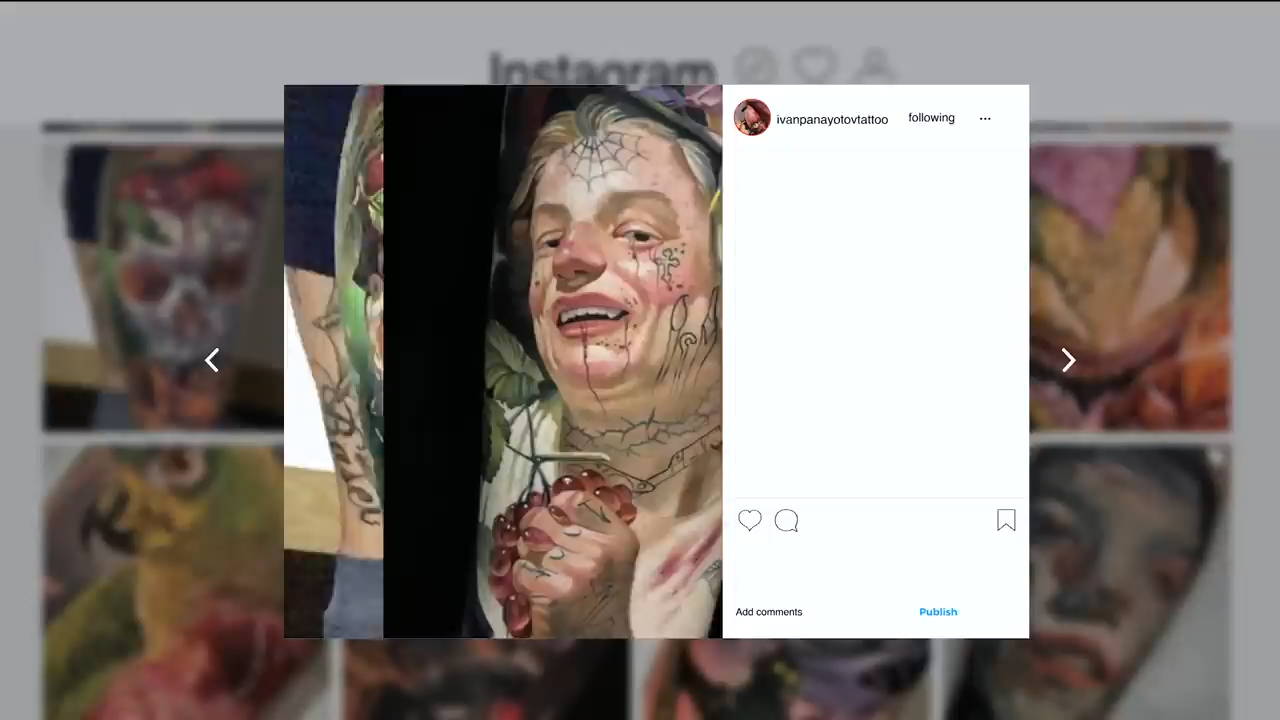 Instagram
ivanpanayotovtattoo following ...
Add comments Publish